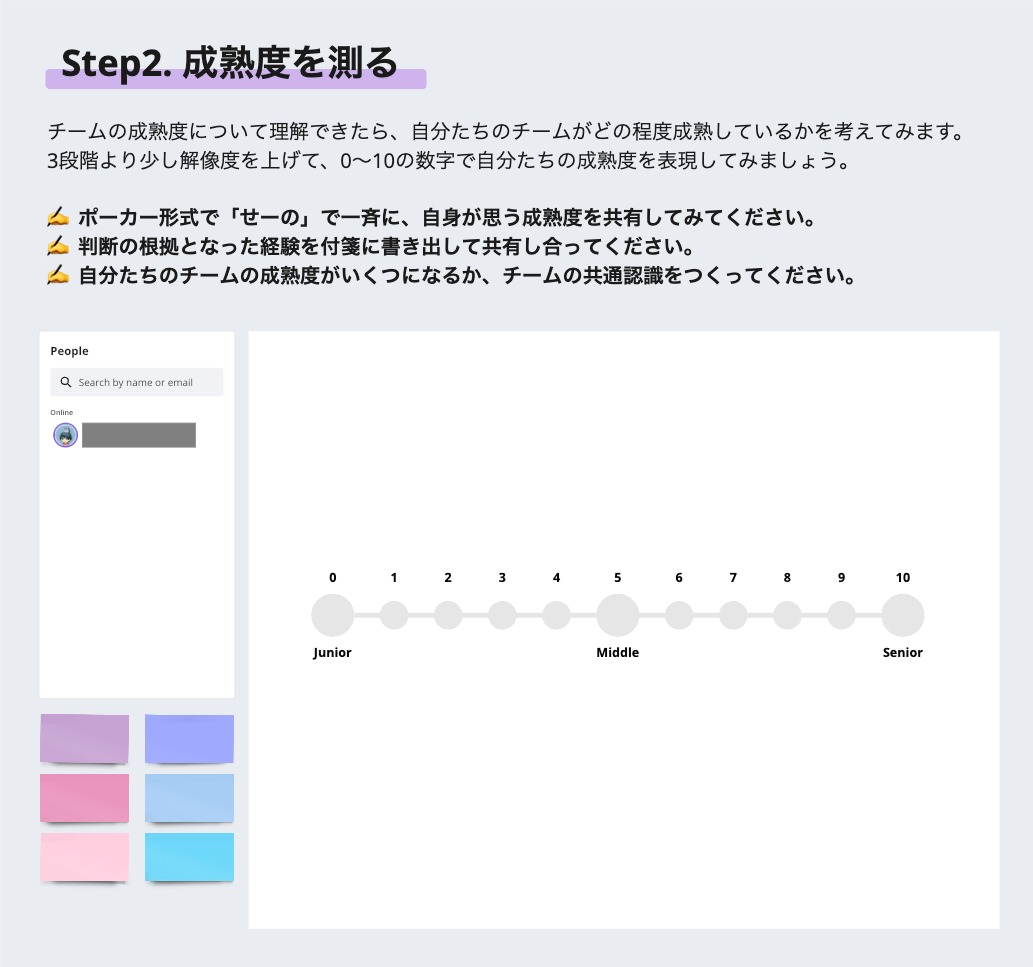 Step2. 成熟度を測る
チームの成熟度について理解できたら、自分たちのチームがどの程度成熟しているかを考えてみます。
3段階より少し解像度を上げて、0〜10の数字で自分たちの成熟度を表現してみましょう。
✍️ ポーカー形式で「せーの」で一斉に、自身が思う成熟度を共有してみてください。
✍️ 判断の根拠となった経験を付箋に書き出して共有し合ってください。
✍️ 自分たちのチームの成熟度がいくつになるか、チームの共通認識をつくってください。
People
Search by name or email
Online
0 1 2 3 4 5 6 7 8 9 10
Junior Middle Senior